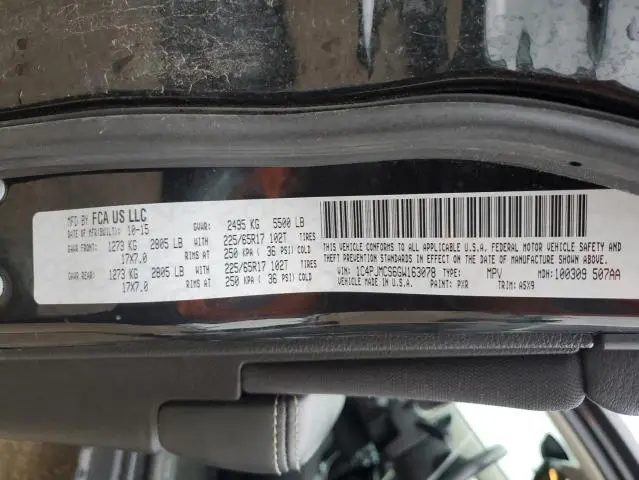 MFD BY FCA US LLC
DATE OF MFR(BUILT): 10-15 GVWR: 2495 KG 5500 LB
GAWR FRONT: 1273 KG 2805 LB WITH 225/65R17 102T TIRES
17X7.0 RIMS AT 250 KPA ( 36 PSI) COLD
GAWR REAR: 1273 KG 2805 LB WITH 225/65R17 102T TIRES
17X7.0 RIMS AT 250 KPA ( 36 PSI) COLD
THIS VEHICLE CONFORMS TO ALL APPLICABLE U.S.A. FEDERAL MOTOR VEHICLE SAFETY AND
THEFT PREVENTION STANDARDS IN EFFECT ON THE DATE OF MANUFACTURE SHOWN ABOVE.
VIN: 1C4PJMCS6GW163078 TYPE: MPV MDH: 100309 507AA
VEHICLE MADE IN U.S.A. PAINT: PXR TRIM: A5X9